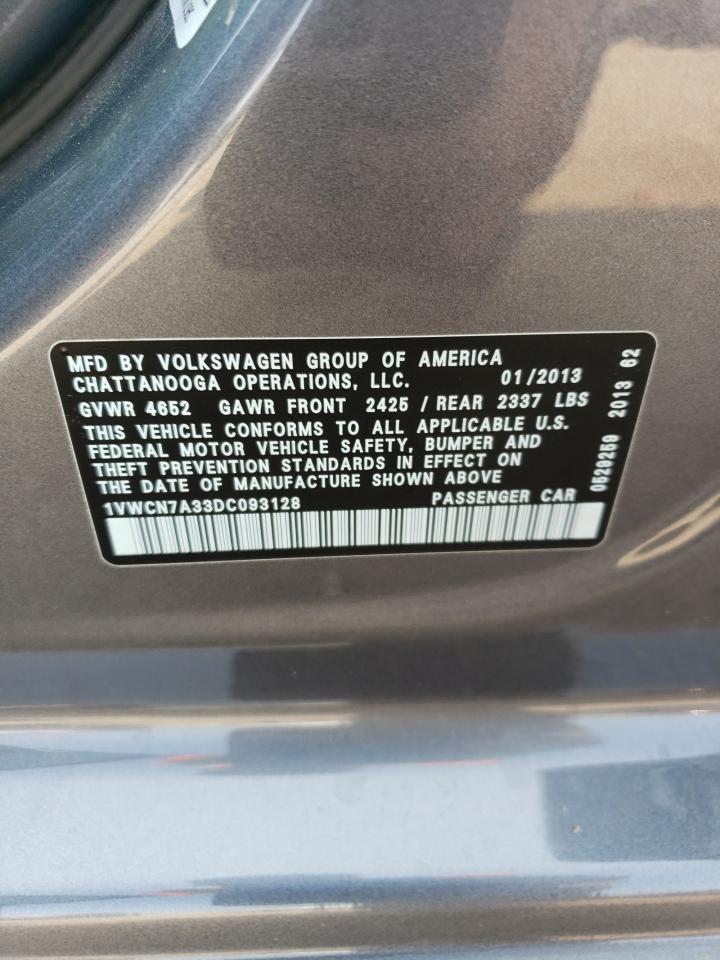 MFD BY VOLKSWAGEN GROUP OF AMERICA
CHATTANOOGA OPERATIONS, LLC. 01/2013
GVWR 4652 GAWR FRONT 2425 / REAR 2337 LBS
THIS VEHICLE CONFORMS TO ALL APPLICABLE U.S.
FEDERAL MOTOR VEHICLE SAFETY, BUMPER AND
THEFT PREVENTION STANDARDS IN EFFECT ON
THE DATE OF MANUFACTURE SHOWN ABOVE
1VWCN7A33DC093128 PASSENGER CAR
0529259 2013 62